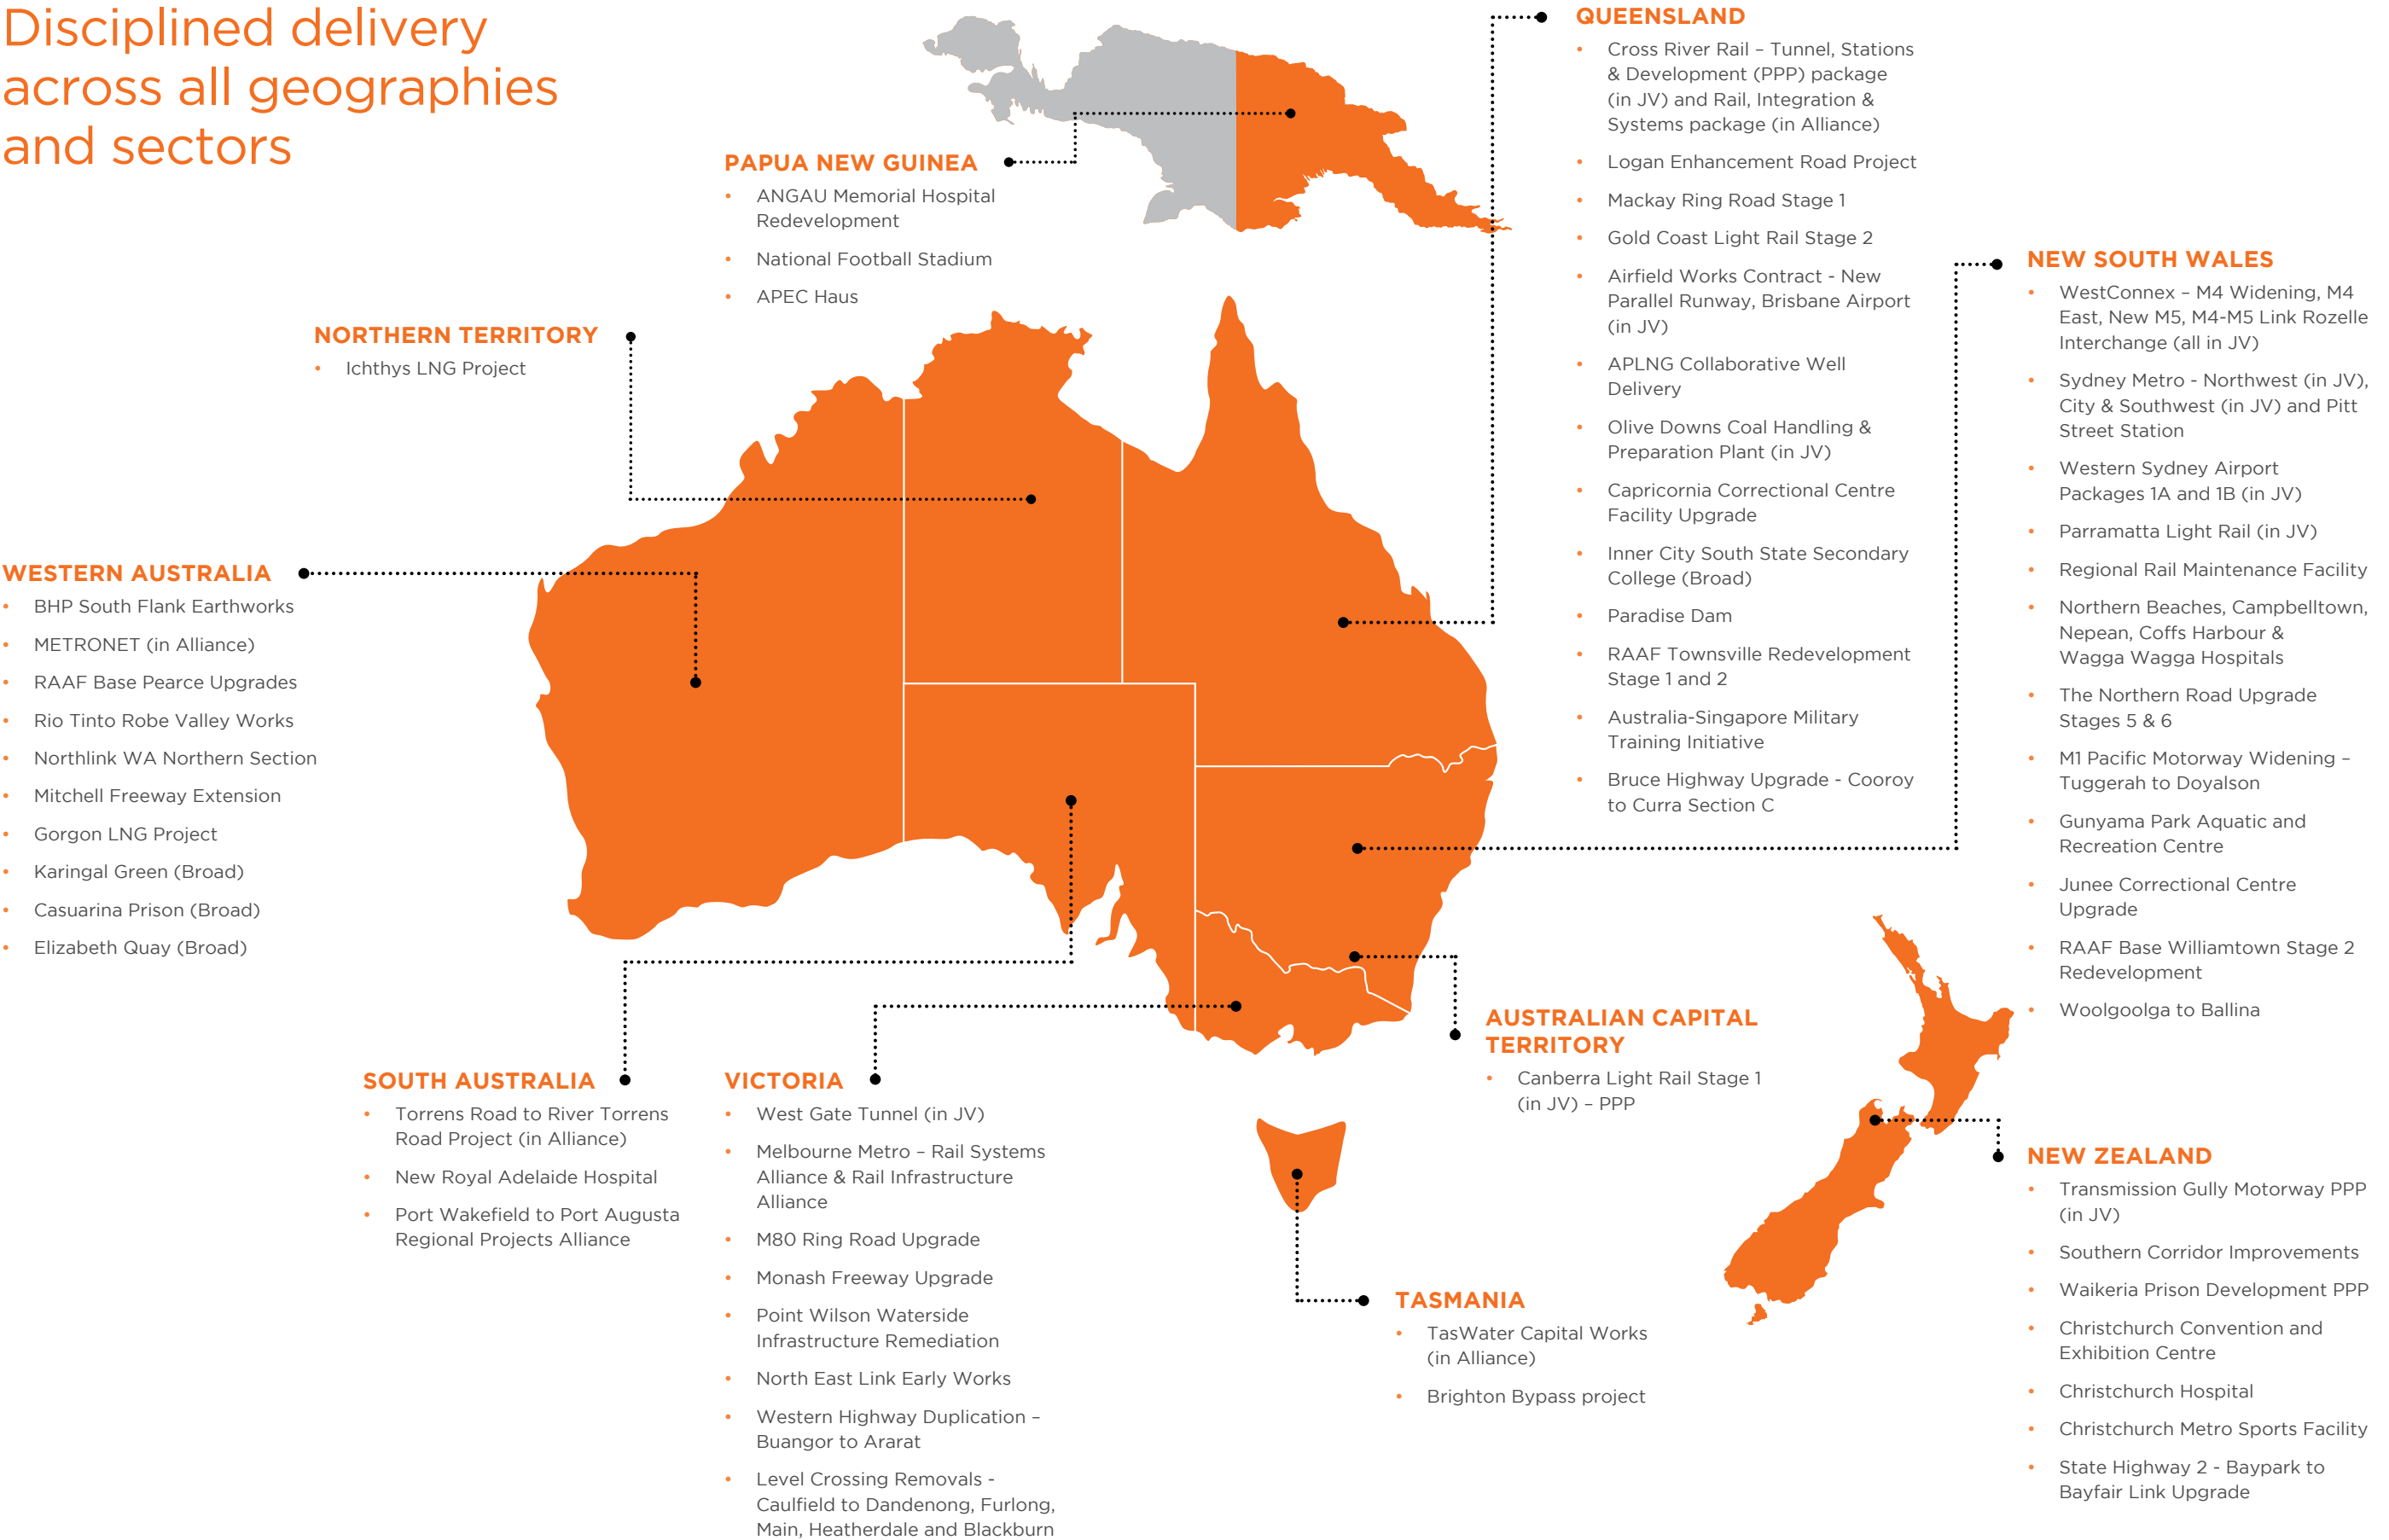 Disciplined delivery
across all geographies
and sectors
PAPUA NEW GUINEA
• ANGAU Memorial Hospital
Redevelopment
• National Football Stadium
• APEC Haus
NORTHERN TERRITORY
• Ichthys LNG Project
WESTERN AUSTRALIA
• BHP South Flank Earthworks
• METRONET (in Alliance)
• RAAF Base Pearce Upgrades
• Rio Tinto Robe Valley Works
• Northlink WA Northern Section
• Mitchell Freeway Extension
• Gorgon LNG Project
• Karingal Green (Broad)
• Casuarina Prison (Broad)
• Elizabeth Quay (Broad)
SOUTH AUSTRALIA
• Torrens Road to River Torrens
Road Project (in Alliance)
• New Royal Adelaide Hospital
• Port Wakefield to Port Augusta
Regional Projects Alliance
VICTORIA
• West Gate Tunnel (in JV)
• Melbourne Metro – Rail Systems
Alliance & Rail Infrastructure
Alliance
• M80 Ring Road Upgrade
• Monash Freeway Upgrade
• Point Wilson Waterside
Infrastructure Remediation
• North East Link Early Works
• Western Highway Duplication –
Buangor to Ararat
• Level Crossing Removals -
Caulfield to Dandenong, Furlong,
Main, Heatherdale and Blackburn
QUEENSLAND
• Cross River Rail – Tunnel, Stations
& Development (PPP) package
(in JV) and Rail, Integration &
Systems package (in Alliance)
• Logan Enhancement Road Project
• Mackay Ring Road Stage 1
• Gold Coast Light Rail Stage 2
• Airfield Works Contract - New
Parallel Runway, Brisbane Airport
(in JV)
• APLNG Collaborative Well
Delivery
• Olive Downs Coal Handling &
Preparation Plant (in JV)
• Capricornia Correctional Centre
Facility Upgrade
• Inner City South State Secondary
College (Broad)
• Paradise Dam
• RAAF Townsville Redevelopment
Stage 1 and 2
• Australia-Singapore Military
Training Initiative
• Bruce Highway Upgrade - Cooroy
to Curra Section C
NEW SOUTH WALES
• WestConnex – M4 Widening, M4
East, New M5, M4-M5 Link Rozelle
Interchange (all in JV)
• Sydney Metro - Northwest (in JV),
City & Southwest (in JV) and Pitt
Street Station
• Western Sydney Airport
Packages 1A and 1B (in JV)
• Parramatta Light Rail (in JV)
• Regional Rail Maintenance Facility
• Northern Beaches, Campbelltown,
Nepean, Coffs Harbour &
Wagga Wagga Hospitals
• The Northern Road Upgrade
Stages 5 & 6
• M1 Pacific Motorway Widening –
Tuggerah to Doyalson
• Gunyama Park Aquatic and
Recreation Centre
• Junee Correctional Centre
Upgrade
• RAAF Base Williamtown Stage 2
Redevelopment
• Woolgoolga to Ballina
AUSTRALIAN CAPITAL
TERRITORY
• Canberra Light Rail Stage 1
(in JV) – PPP
TASMANIA
• TasWater Capital Works
(in Alliance)
• Brighton Bypass project
NEW ZEALAND
• Transmission Gully Motorway PPP
(in JV)
• Southern Corridor Improvements
• Waikeria Prison Development PPP
• Christchurch Convention and
Exhibition Centre
• Christchurch Hospital
• Christchurch Metro Sports Facility
• State Highway 2 - Baypark to
Bayfair Link Upgrade